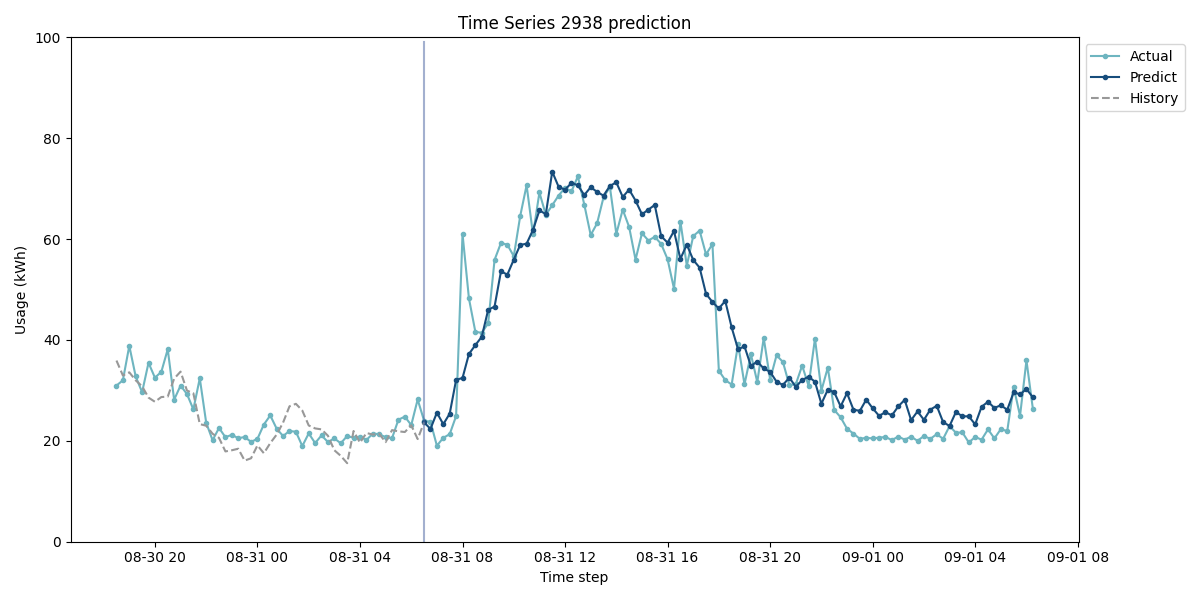 Time Series 2938 prediction
100
80
60
40
20
0
Usage (kWh)
08-30 20
08-31 00
08-31 04
08-31 08
08-31 12
08-31 16
08-31 20
09-01 00
09-01 04
09-01 08
Time step
Actual
Predict
History